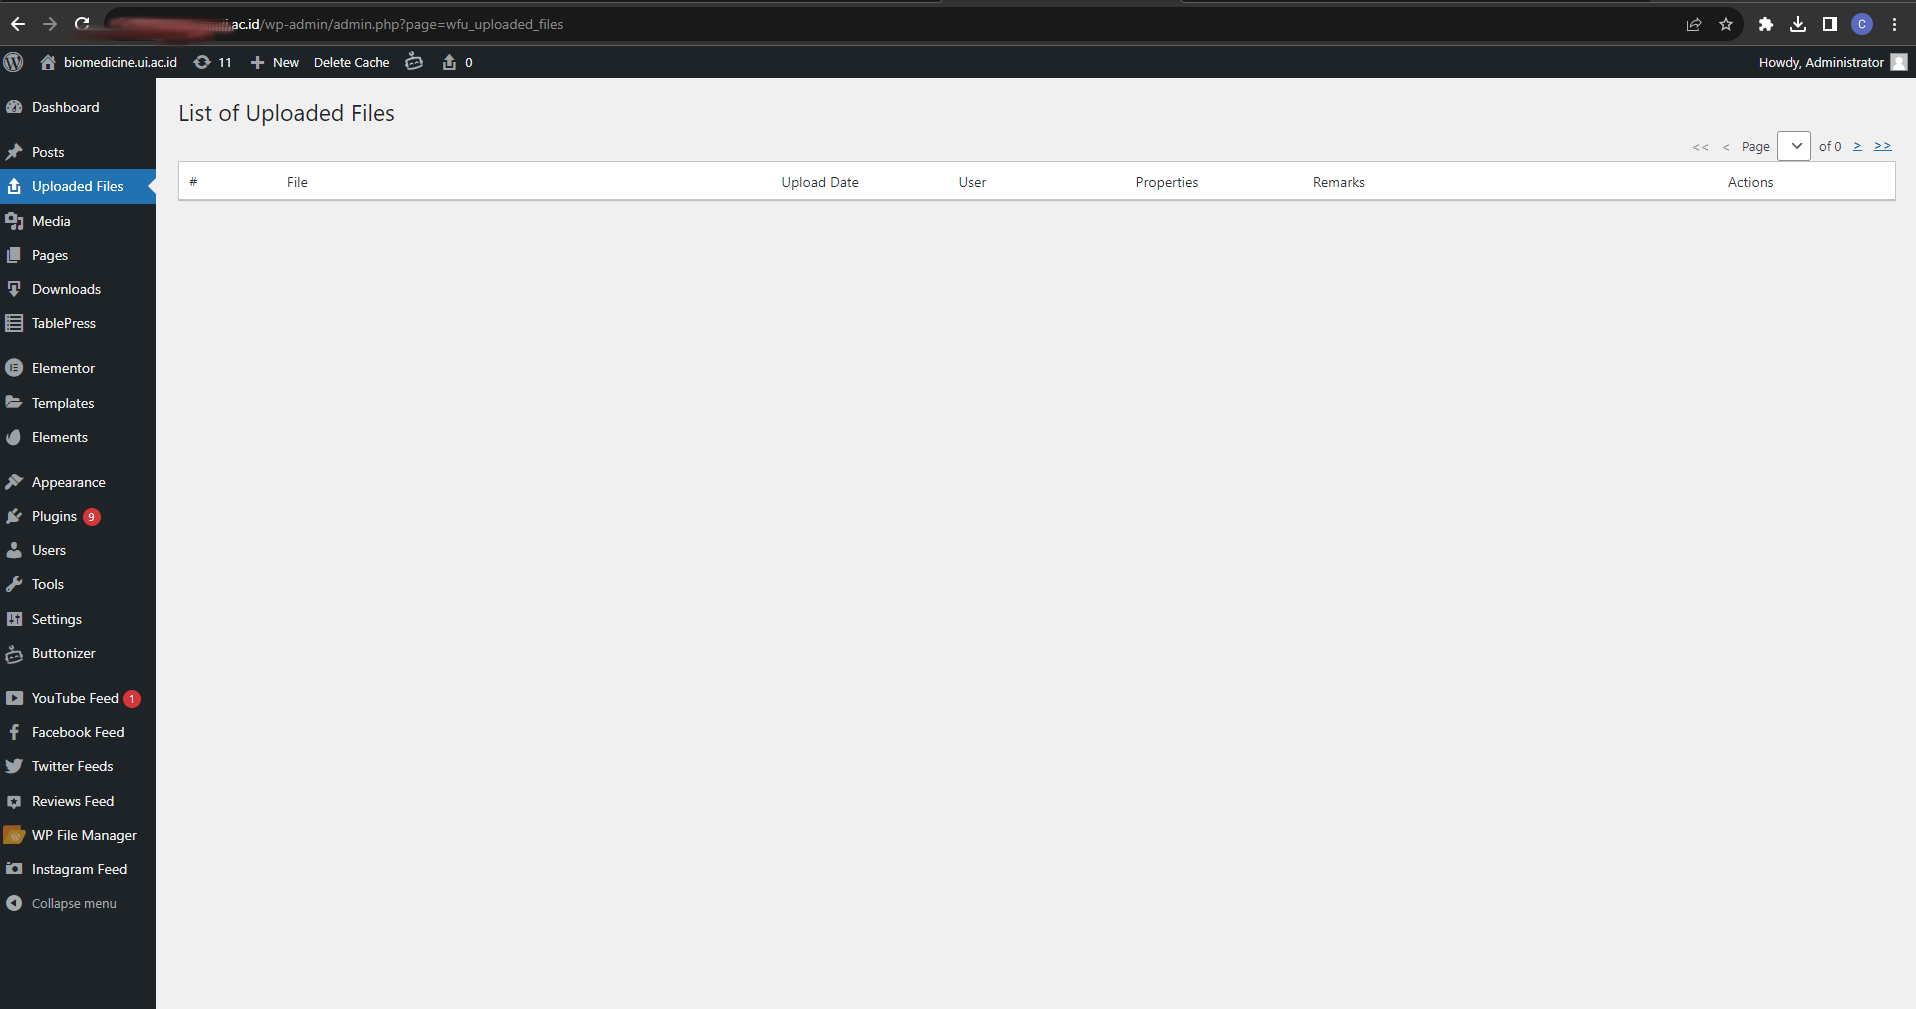 .ac.id/wp-admin/admin.php?page=wfu_uploaded_files
C
biomedicine.ui.ac.id 11 New Delete Cache 0 Howdy, Administrator
Dashboard
Posts
Uploaded Files
Media
Pages
Downloads
TablePress
Elementor
Templates
Elements
Appearance
Plugins 9
Users
Tools
Settings
Buttonizer
YouTube Feed 1
Facebook Feed
Twitter Feeds
Reviews Feed
WP File Manager
Instagram Feed
Collapse menu
List of Uploaded Files
<< < Page of 0 > >>
# File Upload Date User Properties Remarks Actions